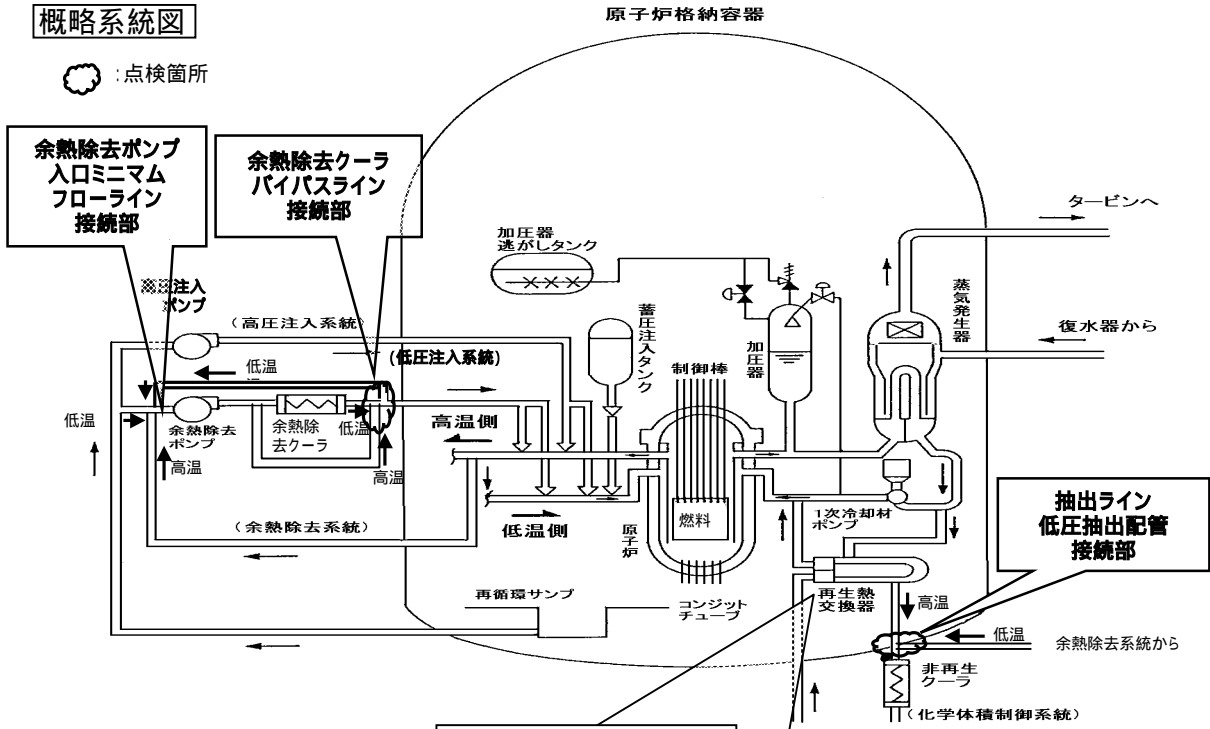 概略系統図
:点検箇所
原子炉格納容器
余熱除去ポンプ
入口ミニマム
フローライン
接続部
余熱除去クーラ
バイパスライン
接続部
タービンへ
加圧器
逃がしタンク
注入
ポンプ
(高圧注入系統)
蓄圧注入タンク
加圧器
蒸気発生器
復水器から
低温
(低圧注入系統)
制御棒
低温
余熱除去
ポンプ
余熱除
去クーラ
低温
高温側
高温
高温
(余熱除去系統)
低温側
燃料
原子炉
1次冷却材
ポンプ
抽出ライン
低圧抽出配管
接続部
再循環サンプ
コンジット
チューブ
再生熱
交換器
高温
低温
余熱除去系統から
非再生
クーラ
(化学体積制御系統)